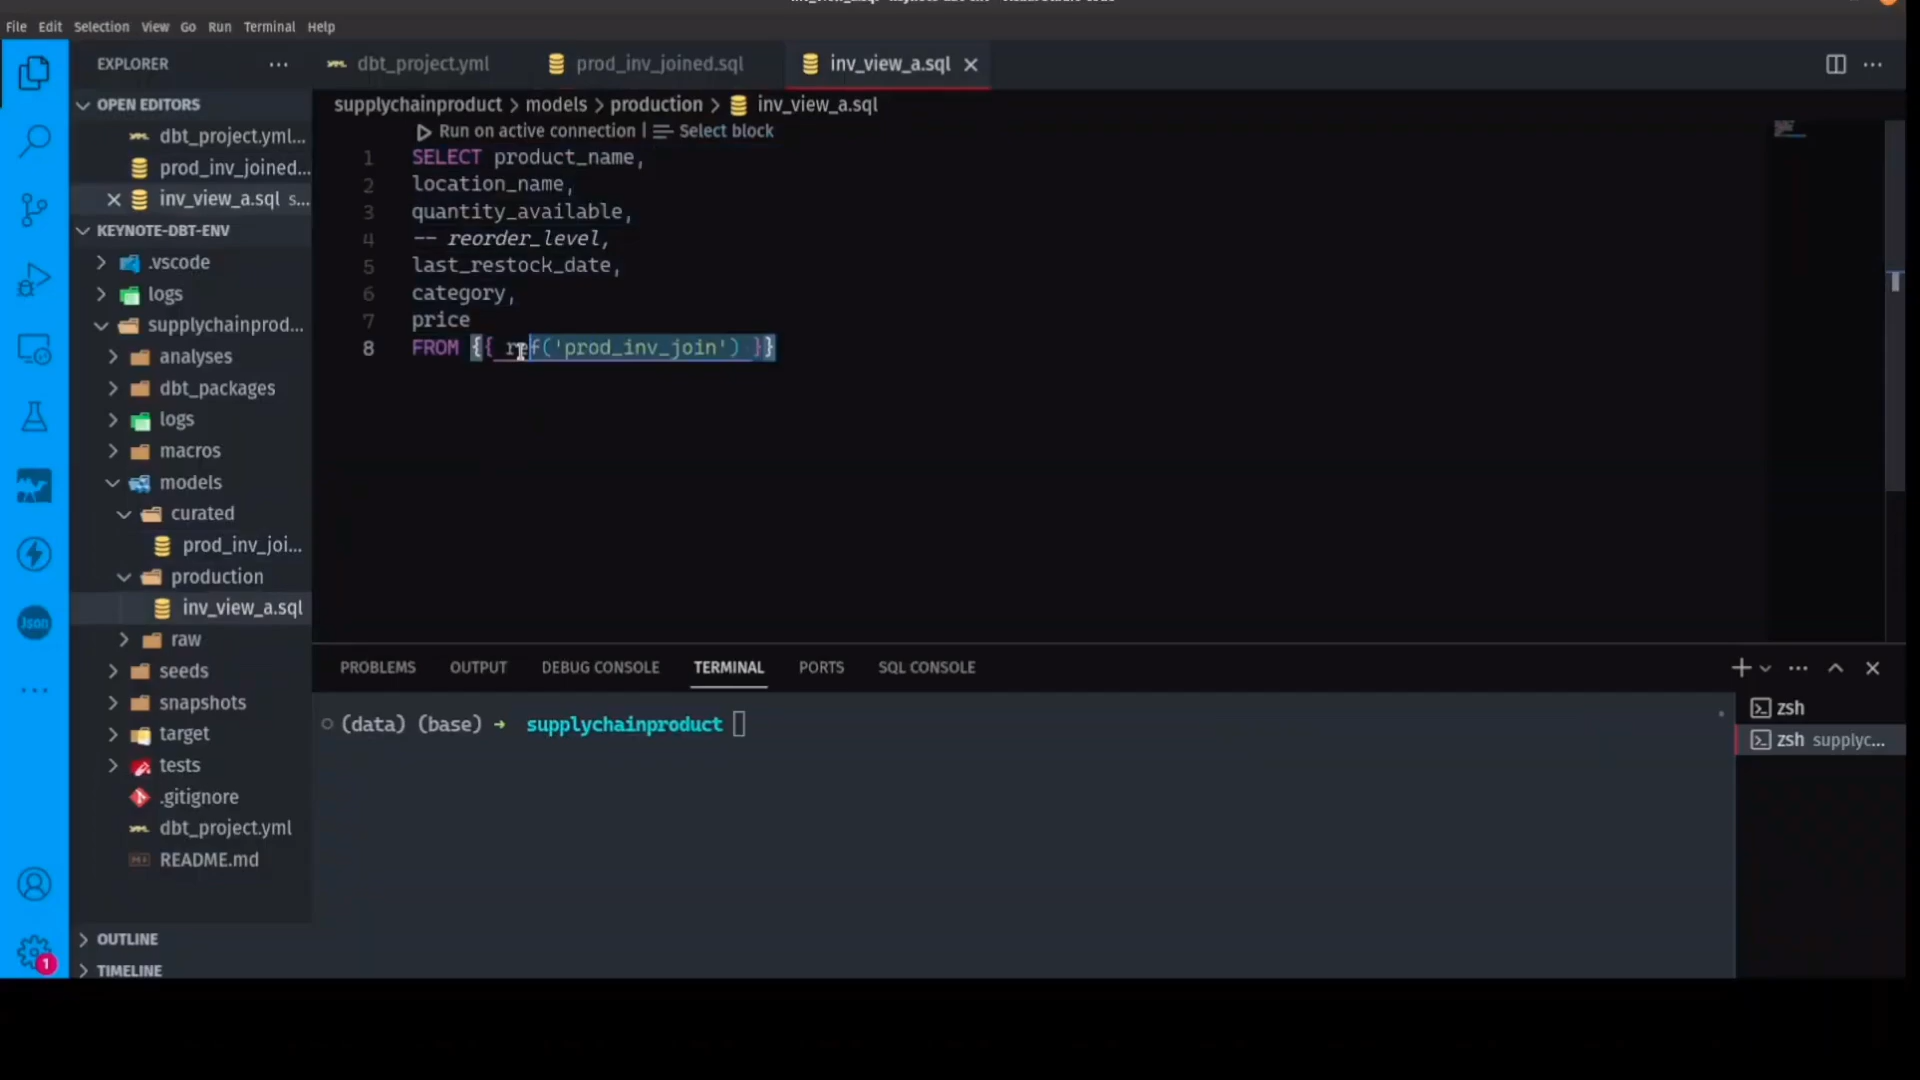 File Edit Selection View Go Run Terminal Help
EXPLORER
dbt_project.yml prod_inv_joined.sql inv_view_a.sql
OPEN EDITORS
dbt_project.yml...
prod_inv_joined...
inv_view_a.sql s...
KEYNOTE-DBT-ENV
.vscode
logs
supplychainprod...
analyses
dbt_packages
logs
macros
models
curated
prod_inv_joi...
production
inv_view_a.sql
raw
seeds
snapshots
target
tests
.gitignore
dbt_project.yml
README.md
OUTLINE
TIMELINE
Json
1
supplychainproduct > models > production > inv_view_a.sql
Run on active connection | Select block
1 SELECT product_name,
2 location_name,
3 quantity_available,
4 -- reorder_level,
5 last_restock_date,
6 category,
7 price
8 FROM {{ ref('prod_inv_join') }}
PROBLEMS OUTPUT DEBUG CONSOLE TERMINAL PORTS SQL CONSOLE
(data) (base) → supplychainproduct
zsh
zsh supplyc...